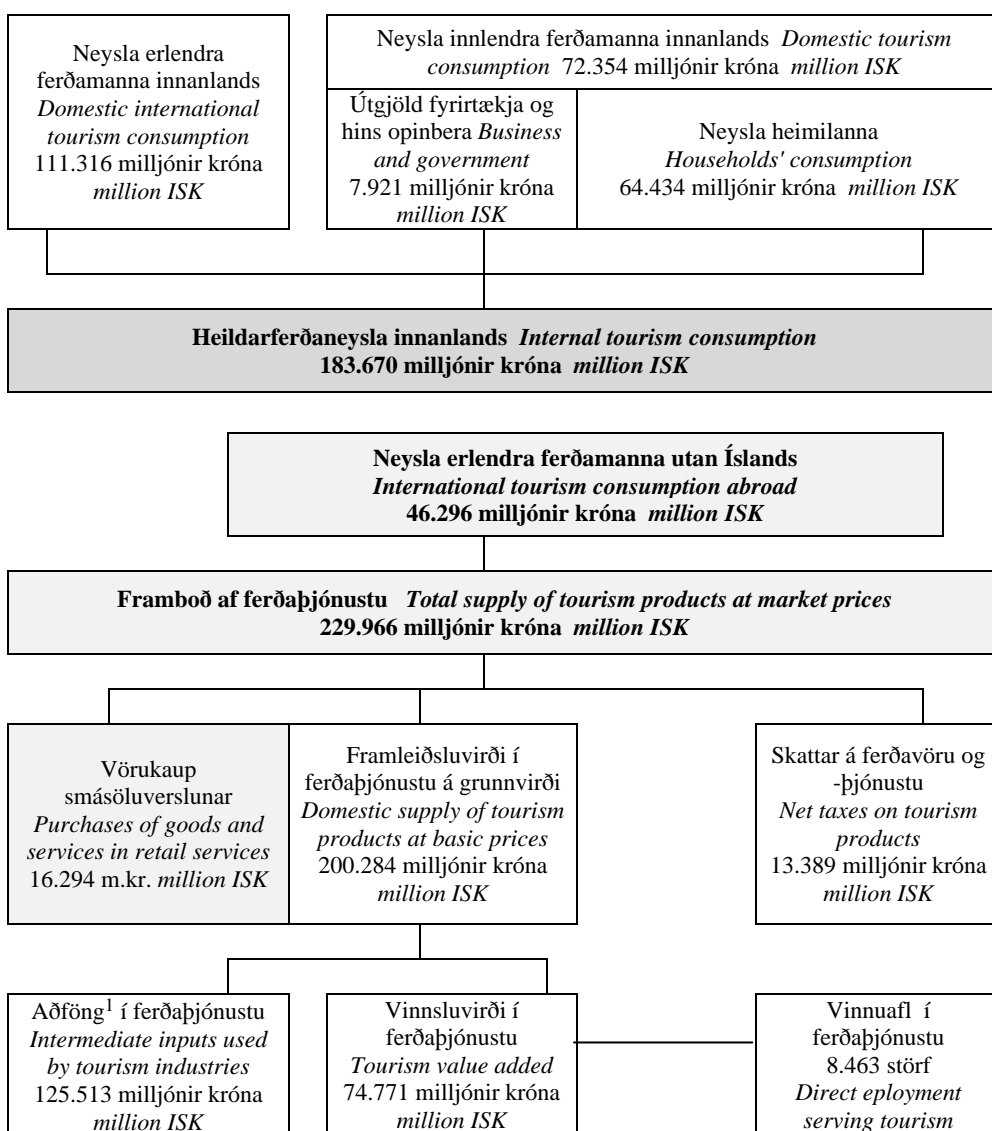 Neysla erlendra
ferðamanna innanlands
Domestic international
tourism consumption
111.316 milljónir króna
million ISK
Neysla innlendra ferðamanna innanlands Domestic tourism
consumption 72.354 milljónir króna million ISK
Útgjöld fyrirtækja og
hins opinbera Business
and government
7.921 milljónir króna
million ISK
Neysla heimilanna
Households' consumption
64.434 milljónir króna million ISK
Heildarferðaneysla innanlands Internal tourism consumption
183.670 milljónir króna million ISK
Neysla erlendra ferðamanna utan Íslands
International tourism consumption abroad
46.296 milljónir króna million ISK
Framboð af ferðaþjónustu Total supply of tourism products at market prices
229.966 milljónir króna million ISK
Vörukaup
smásöluverslunar
Purchases of goods and
services in retail services
16.294 m.kr. million ISK
Framleiðsluvirði í
ferðaþjónustu á grunnvirði
Domestic supply of tourism
products at basic prices
200.284 milljónir króna
million ISK
Skattar á ferðavöru og
-þjónustu
Net taxes on tourism
products
13.389 milljónir króna
million ISK
Aðföng¹ í ferðaþjónustu
Intermediate inputs used
by tourism industries
125.513 milljónir króna
million ISK
Vinnsluvirði í
ferðaþjónustu
Tourism value added
74.771 milljónir króna
million ISK
Vinnuafl í
ferðaþjónustu
8.463 störf
Direct eployment
serving tourism